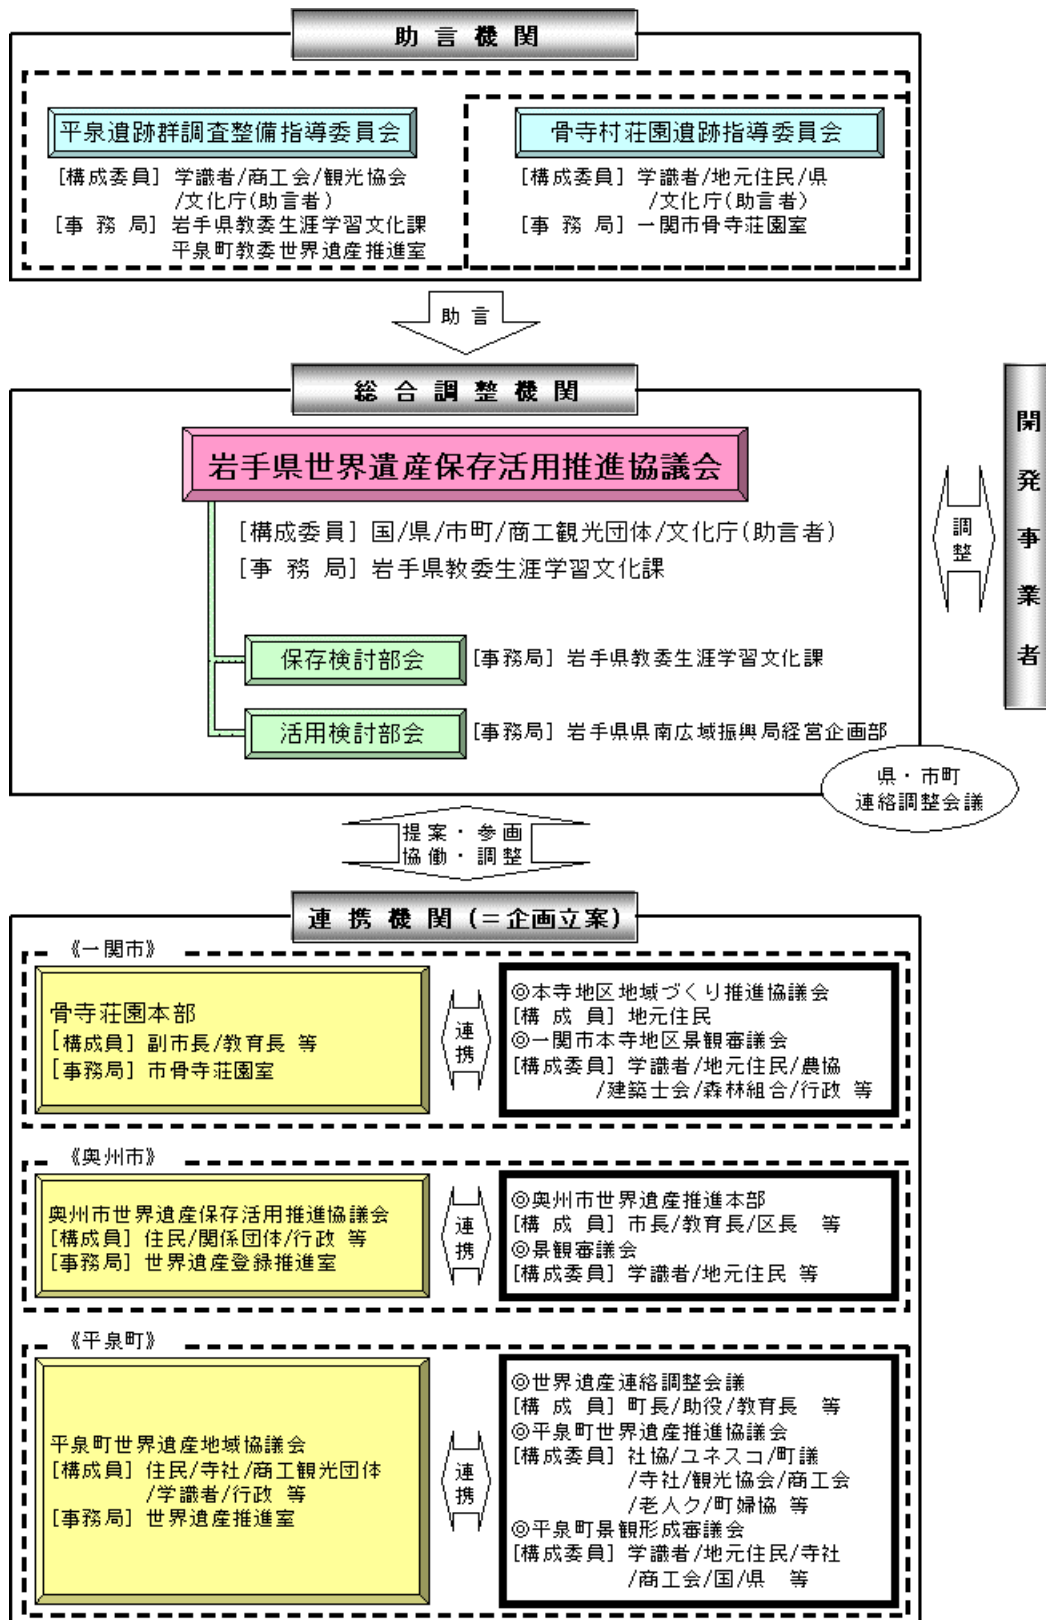 助言機関
平泉遺跡群調査整備指導委員会
[構成委員] 学識者/商工会/観光協会
/文化庁(助言者)
[事 務 局] 岩手県教委生涯学習文化課
平泉町教委世界遺産推進室
骨寺村荘園遺跡指導委員会
[構成委員] 学識者/地元住民/県
/文化庁(助言者)
[事 務 局] 一関市骨寺荘園室
助言
総合調整機関
岩手県世界遺産保存活用推進協議会
[構成委員] 国/県/市町/商工観光団体/文化庁(助言者)
[事 務 局] 岩手県教委生涯学習文化課
保存検討部会
[事務局] 岩手県教委生涯学習文化課
活用検討部会
[事務局] 岩手県県南広域振興局経営企画部
調整
開発事業者
県・市町
連絡調整会議
提案・参画
協働・調整
連携機関(=企画立案)
《一関市》
骨寺荘園本部
[構成員] 副市長/教育長 等
[事務局] 市骨寺荘園室
連携
◎本寺地区地域づくり推進協議会
[構 成 員] 地元住民
◎一関市本寺地区景観審議会
[構成委員] 学識者/地元住民/農協
/建築士会/森林組合/行政 等
《奥州市》
奥州市世界遺産保存活用推進協議会
[構成員] 住民/関係団体/行政 等
[事務局] 世界遺産登録推進室
連携
◎奥州市世界遺産推進本部
[構 成 員] 市長/教育長/区長 等
◎景観審議会
[構成委員] 学識者/地元住民 等
《平泉町》
平泉町世界遺産地域協議会
[構成員] 住民/寺社/商工観光団体
/学識者/行政 等
[事務局] 世界遺産推進室
連携
◎世界遺産連絡調整会議
[構 成 員] 町長/助役/教育長 等
◎平泉町世界遺産推進協議会
[構成委員] 社協/ユネスコ/町議
/寺社/観光協会/商工会
/老人ク/町婦協 等
◎平泉町景観形成審議会
[構成委員] 学識者/地元住民/寺社
/商工会/国/県 等